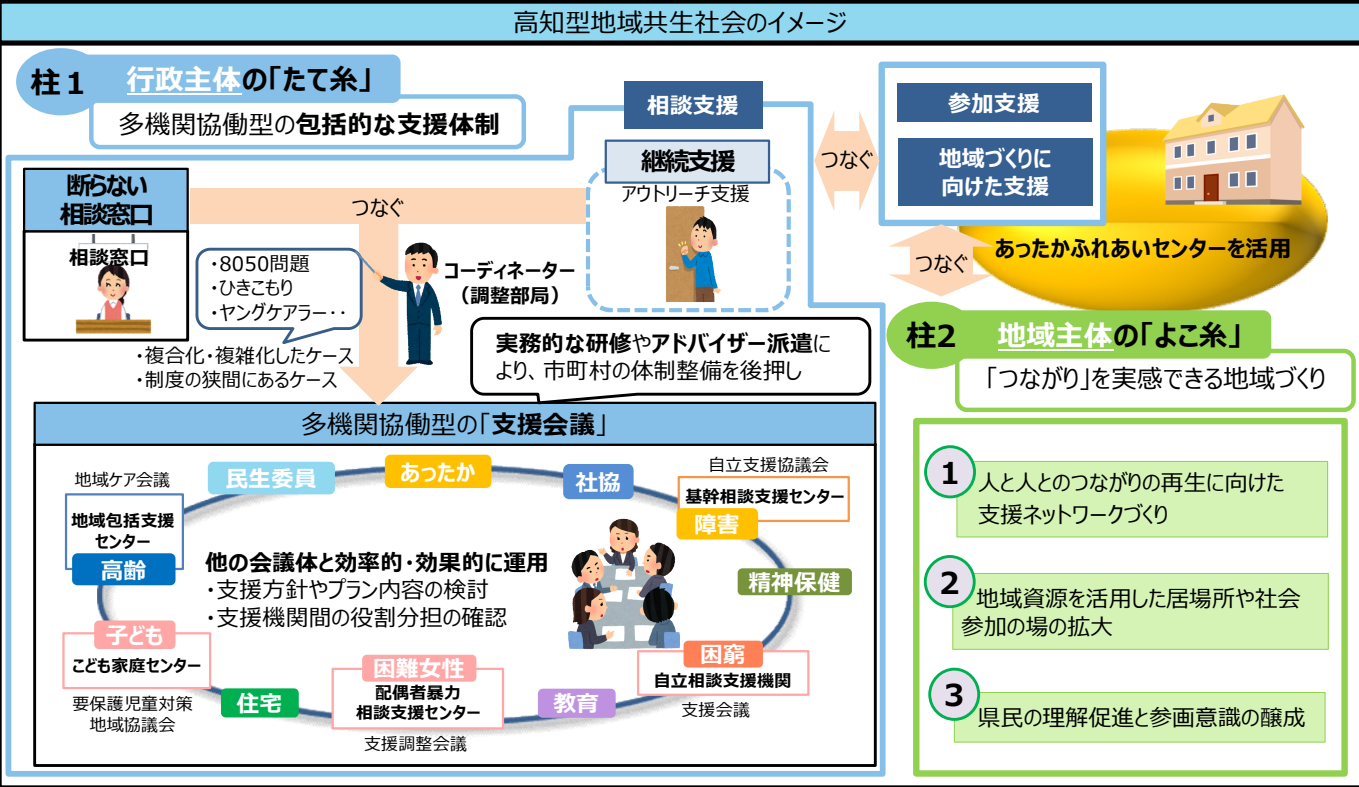 高知型地域共生社会のイメージ
柱1
行政主体の「たて糸」
多機関協働型の包括的な支援体制
相談支援
継続支援
アウトリーチ支援
つなぐ
参加支援
地域づくりに
向けた支援
あったかふれあいセンターを活用
つなぐ
断らない
相談窓口
相談窓口
つなぐ
・8050問題
・ひきこもり
・ヤングケアラー・・
コーディネーター
（調整部局）
・複合化・複雑化したケース
・制度の狭間にあるケース
実務的な研修やアドバイザー派遣に
より、市町村の体制整備を後押し
多機関協働型の「支援会議」
地域ケア会議
地域包括支援
センター
高齢
民生委員
あったか
社協
自立支援協議会
基幹相談支援センター
障害
精神保健
他の会議体と効率的・効果的に運用
・支援方針やプラン内容の検討
・支援機関間の役割分担の確認
子ども
こども家庭センター
要保護児童対策
地域協議会
住宅
困難女性
配偶者暴力
相談支援センター
支援調整会議
教育
困窮
自立相談支援機関
支援会議
柱2
地域主体の「よこ糸」
「つながり」を実感できる地域づくり
1
人と人とのつながりの再生に向けた
支援ネットワークづくり
2
地域資源を活用した居場所や社会
参加の場の拡大
3
県民の理解促進と参画意識の醸成